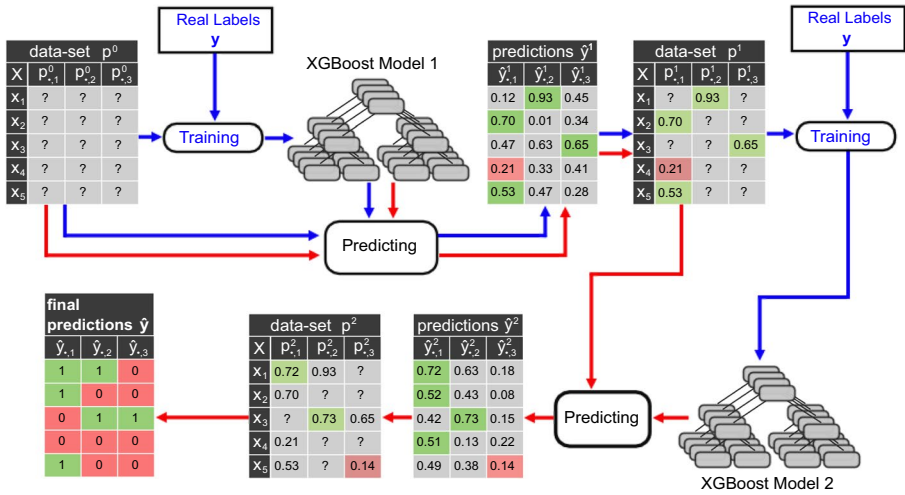 Real Labels
y
data-set p⁰
X p⁰•,1 p⁰•,2 p⁰•,3
x₁ ? ? ?
x₂ ? ? ?
x₃ ? ? ?
x₄ ? ? ?
x₅ ? ? ?
Training
XGBoost Model 1
Predicting
predictions ŷ¹
ŷ¹•,1 ŷ¹•,2 ŷ¹•,3
0.12 0.93 0.45
0.70 0.01 0.34
0.47 0.63 0.65
0.21 0.33 0.41
0.53 0.47 0.28
data-set p¹
X p¹•,1 p¹•,2 p¹•,3
x₁ ? 0.93 ?
x₂ 0.70 ? ?
x₃ ? ? 0.65
x₄ 0.21 ? ?
x₅ 0.53 ? ?
Real Labels
y
Training
final
predictions ŷ
ŷ•,1 ŷ•,2 ŷ•,3
1 1 0
1 0 0
0 1 1
0 0 0
1 0 0
data-set p²
X p²•,1 p²•,2 p²•,3
x₁ 0.72 0.93 ?
x₂ 0.70 ? ?
x₃ ? 0.73 0.65
x₄ 0.21 ? ?
x₅ 0.53 ? 0.14
predictions ŷ²
ŷ²•,1 ŷ²•,2 ŷ²•,3
0.72 0.63 0.18
0.52 0.43 0.08
0.42 0.73 0.15
0.51 0.13 0.22
0.49 0.38 0.14
Predicting
XGBoost Model 2